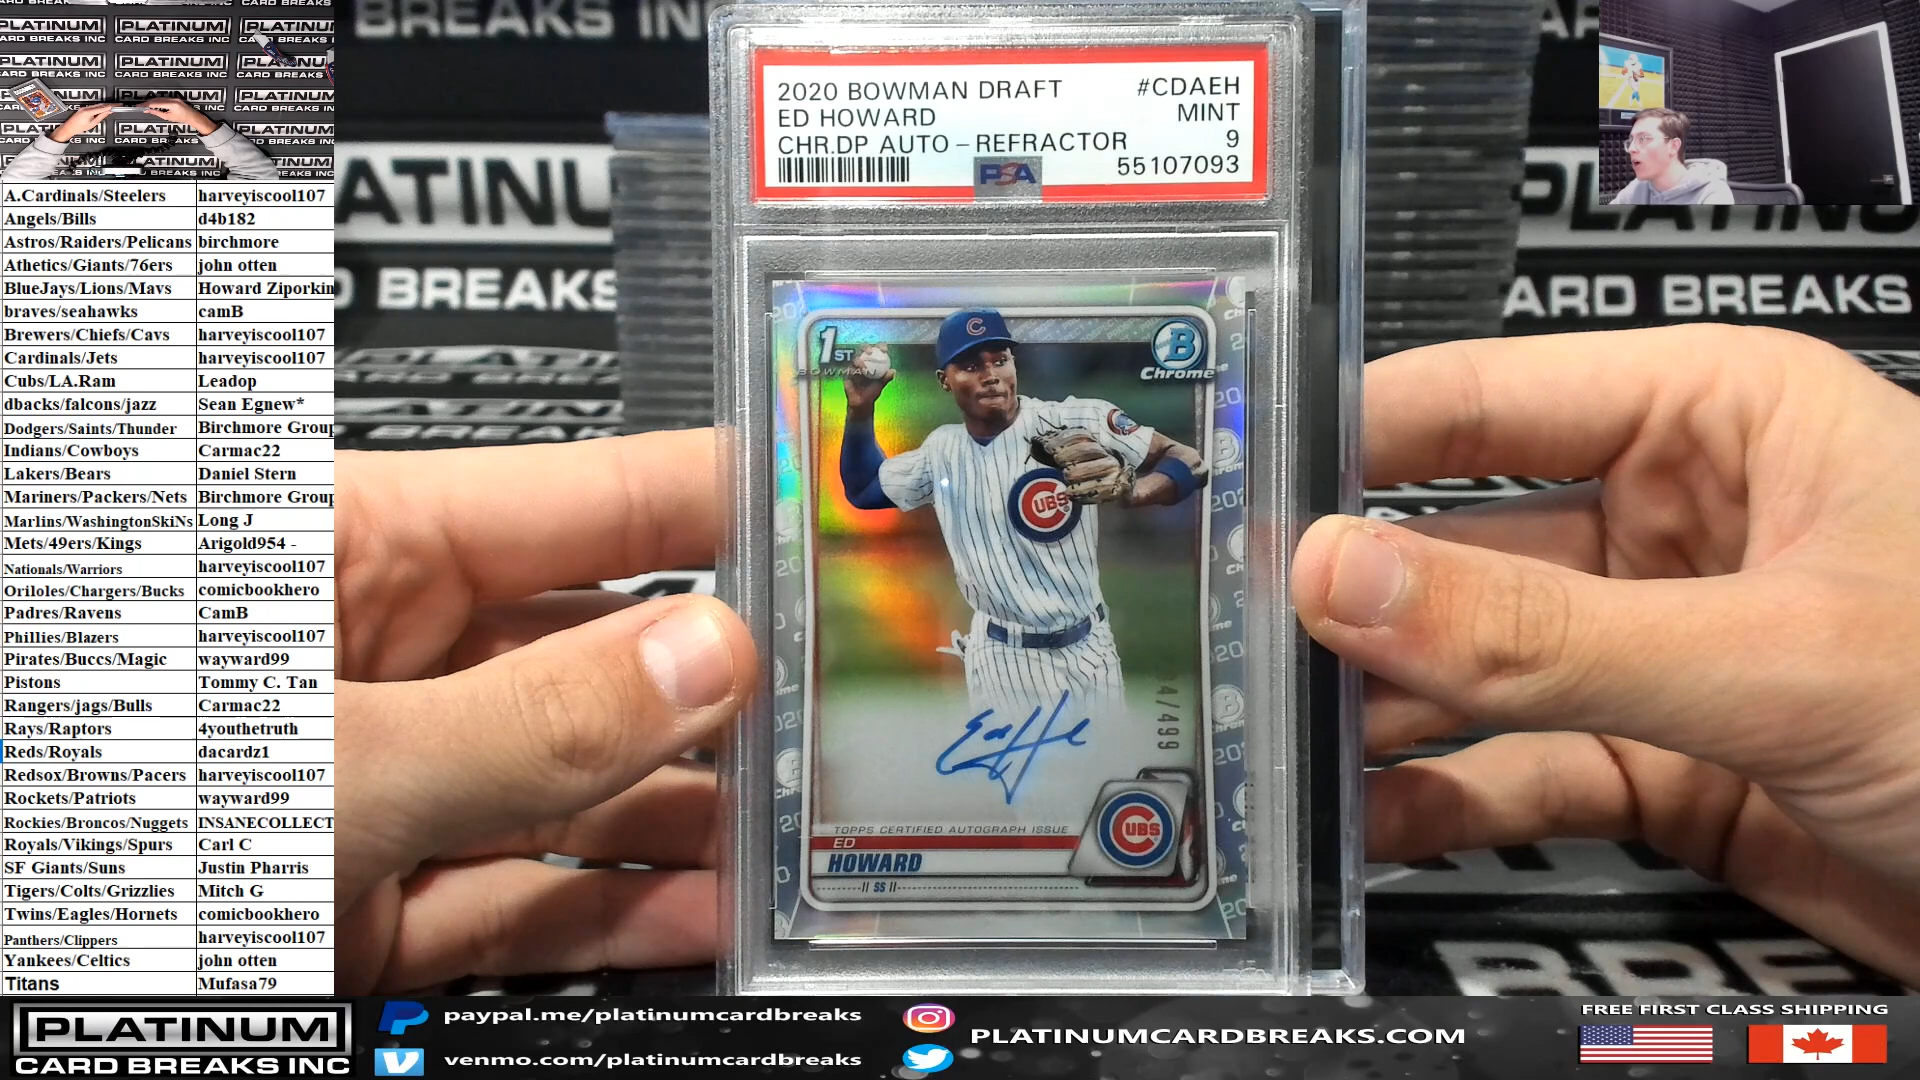 PLATINUM
CARD BREAKS INC
2020 BOWMAN DRAFT #CDAEH
ED HOWARD MINT
CHR.DP AUTO – REFRACTOR 9
PSA 55107093
1ST
BOWMAN
B
Chrome
C
CUBS
/499
TOPPS CERTIFIED AUTOGRAPH ISSUE
ED
HOWARD
SS
CUBS
A.Cardinals/Steelers harveyiscool107
Angels/Bills d4b182
Astros/Raiders/Pelicans birchmore
Athetics/Giants/76ers john otten
BlueJays/Lions/Mavs Howard Ziporkin
braves/seahawks camB
Brewers/Chiefs/Cavs harveyiscool107
Cardinals/Jets harveyiscool107
Cubs/LA.Ram Leadop
dbacks/falcons/jazz Sean Egnew*
Dodgers/Saints/Thunder Birchmore Group
Indians/Cowboys Carmac22
Lakers/Bears Daniel Stern
Mariners/Packers/Nets Birchmore Group
Marlins/WashingtonSkiNs Long J
Mets/49ers/Kings Arigold954 -
Nationals/Warriors harveyiscool107
Oriloles/Chargers/Bucks comicbookhero
Padres/Ravens CamB
Phillies/Blazers harveyiscool107
Pirates/Buccs/Magic wayward99
Pistons Tommy C. Tan
Rangers/jags/Bulls Carmac22
Rays/Raptors 4youthetruth
Reds/Royals dacardz1
Redsox/Browns/Pacers harveyiscool107
Rockets/Patriots wayward99
Rockies/Broncos/Nuggets INSANECOLLECT
Royals/Vikings/Spurs Carl C
SF Giants/Suns Justin Pharris
Tigers/Colts/Grizzlies Mitch G
Twins/Eagles/Hornets comicbookhero
Panthers/Clippers harveyiscool107
Yankees/Celtics john otten
Titans Mufasa79
PLATINUM
CARD BREAKS INC
paypal.me/platinumcardbreaks
venmo.com/platinumcardbreaks
PLATINUMCARDBREAKS.COM
FREE FIRST CLASS SHIPPING